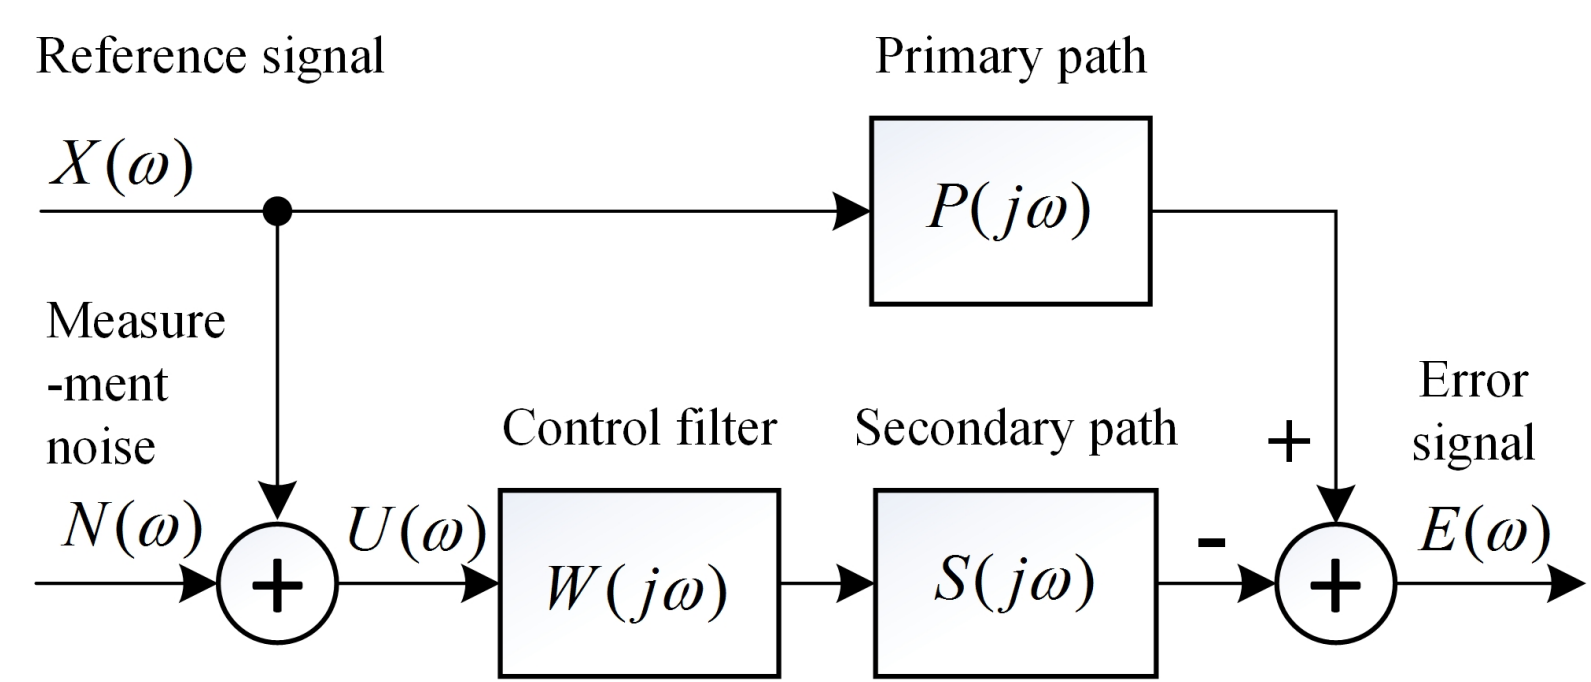 Reference signal
Primary path
X(ω)
P(jω)
Measure
-ment
noise
Error
signal
Control filter
Secondary path
+
N(ω)
U(ω)
-
E(ω)
+
W(jω)
S(jω)
+